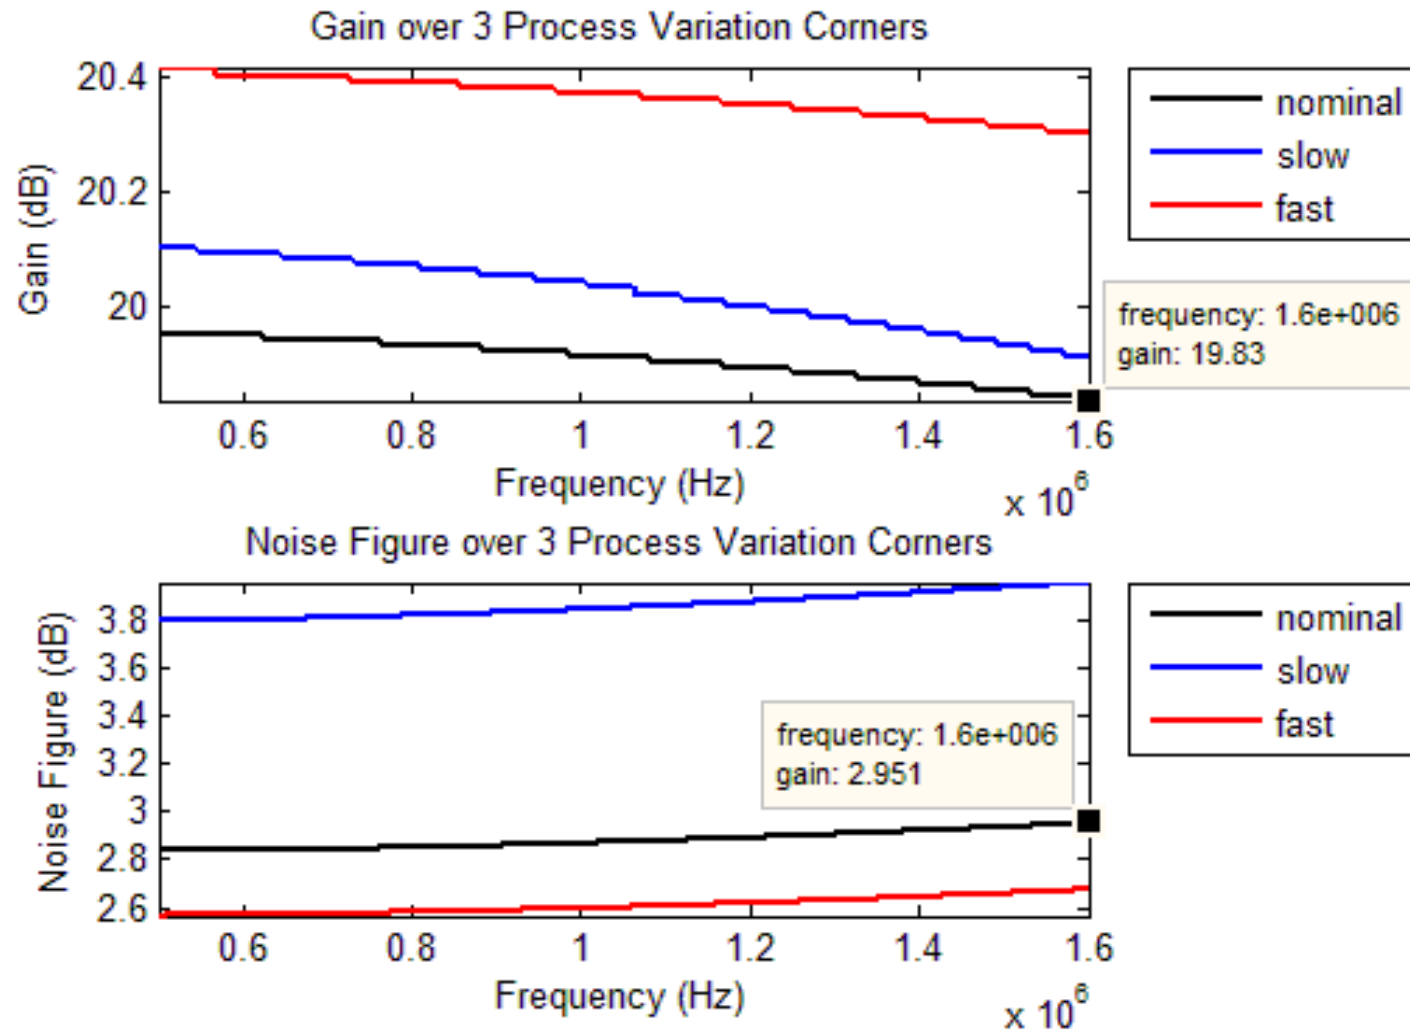 Gain over 3 Process Variation Corners
20.4
20.2
20
Gain (dB)
0.6 0.8 1 1.2 1.4 1.6
Frequency (Hz)
x 10^6
nominal
slow
fast
frequency: 1.6e+006
gain: 19.83
Noise Figure over 3 Process Variation Corners
3.8
3.6
3.4
3.2
3
2.8
2.6
Noise Figure (dB)
0.6 0.8 1 1.2 1.4 1.6
Frequency (Hz)
x 10^6
nominal
slow
fast
frequency: 1.6e+006
gain: 2.951